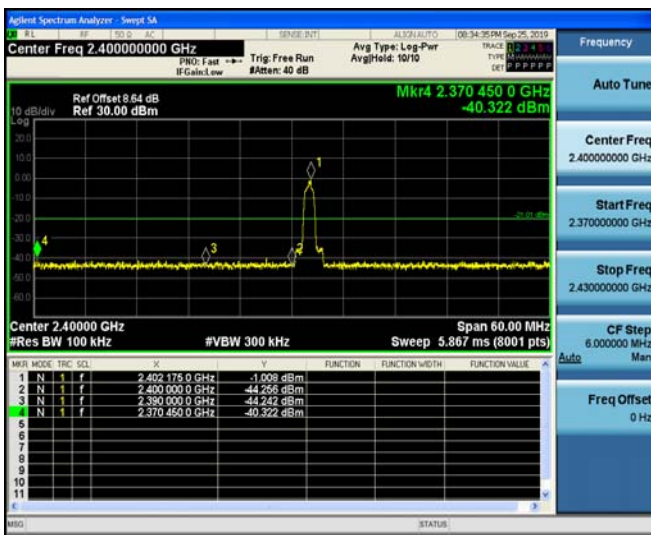 Agilent Spectrum Analyzer - Swept SA
RL RF 50 Ω AC SENSE:INT ALIGN AUTO 08:34:35 PM Sep 25, 2019
Center Freq 2.400000000 GHz
PNO: Fast
IFGain:Low
Trig: Free Run
#Atten: 40 dB
Avg Type: Log-Pwr
Avg|Hold: 10/10
TRACE 1 2 3 4 5 6
TYPE M
DET P P P P P P
Frequency
Mkr4 2.370 450 0 GHz
-40.322 dBm
Ref Offset 8.64 dB
10 dB/div Ref 30.00 dBm
Log
20.0
10.0
0.00
-10.0
-20.0
-30.0
-40.0
-50.0
-60.0
1
2
3
4
-21.01 dBm
Center 2.40000 GHz Span 60.00 MHz
#Res BW 100 kHz #VBW 300 kHz Sweep 5.867 ms (8001 pts)
MKR MODE TRC SCL X Y FUNCTION FUNCTION WIDTH FUNCTION VALUE
1 N 1 f 2.402 175 0 GHz -1.008 dBm
2 N 1 f 2.400 000 0 GHz -44.256 dBm
3 N 1 f 2.390 000 0 GHz -44.242 dBm
4 N 1 f 2.370 450 0 GHz -40.322 dBm
5
6
7
8
9
10
11
MSG STATUS
Auto Tune
Center Freq
2.400000000 GHz
Start Freq
2.370000000 GHz
Stop Freq
2.430000000 GHz
CF Step
6.000000 MHz
Auto Man
Freq Offset
0 Hz